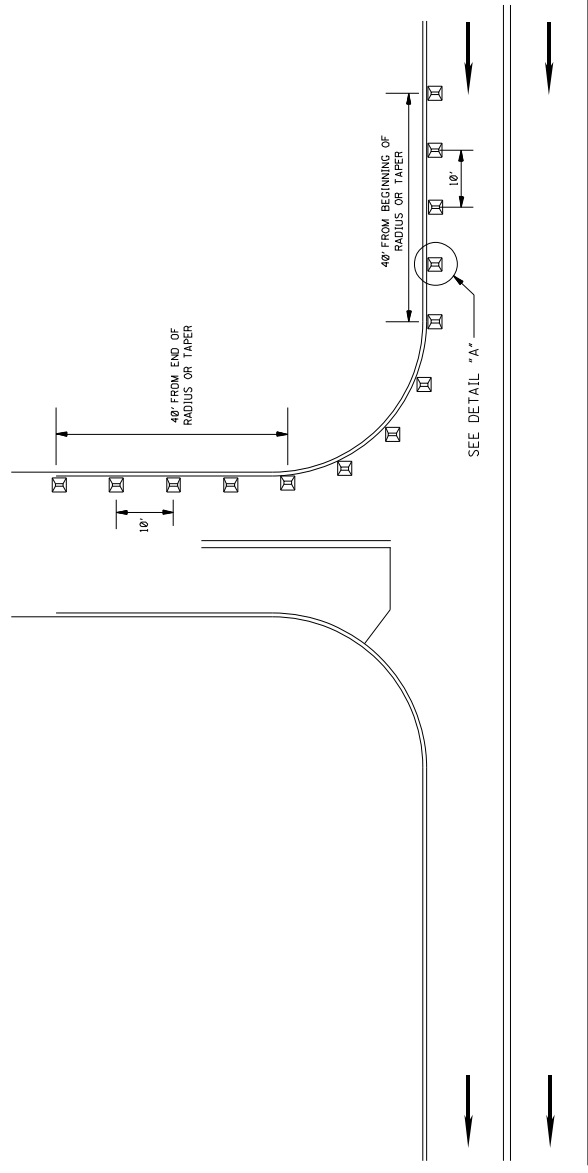 40' FROM BEGINNING OF
RADIUS OR TAPER
10'
SEE DETAIL "A"
40' FROM END OF
RADIUS OR TAPER
10'